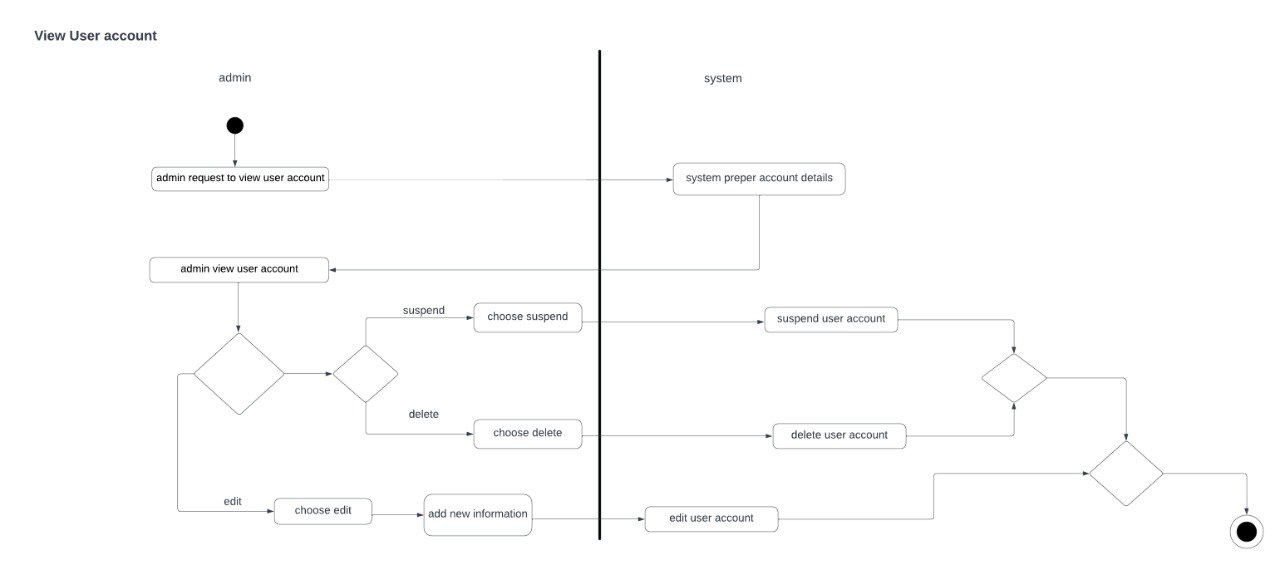 View User account
admin
system
admin request to view user account
system preper account details
admin view user account
suspend
choose suspend
suspend user account
delete
choose delete
delete user account
edit
choose edit
add new information
edit user account